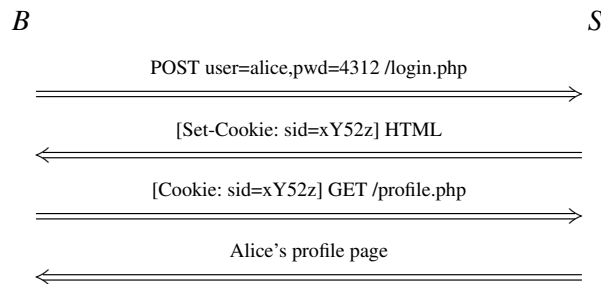 B S
POST user=alice,pwd=4312 /login.php
[Set-Cookie: sid=xY52z] HTML
[Cookie: sid=xY52z] GET /profile.php
Alice's profile page